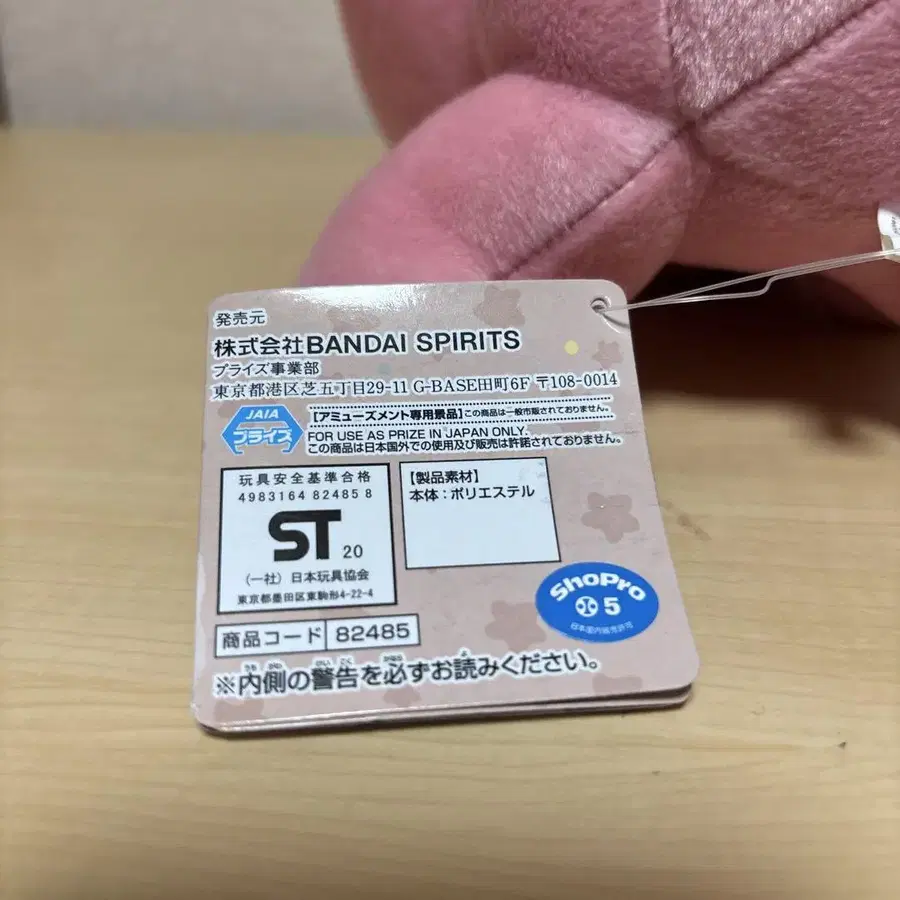 発売元
株式会社BANDAI SPIRITS
プライズ事業部
東京都港区芝五丁目29-11 G-BASE田町6F 〒108-0014
JAIA
プライズ
【アミューズメント専用景品】この商品は一般市販されておりません。
FOR USE AS PRIZE IN JAPAN ONLY.
この商品は日本国外での使用及び販売は許諾されておりません。
玩具安全基準合格
4983164 82485 8
ST 20
(一社) 日本玩具協会
東京都墨田区東駒形4-22-4
【製品素材】
本体：ポリエステル
ShoPro
5
日本国内販売許可
商品コード 82485
※内側の警告を必ずお読みください。